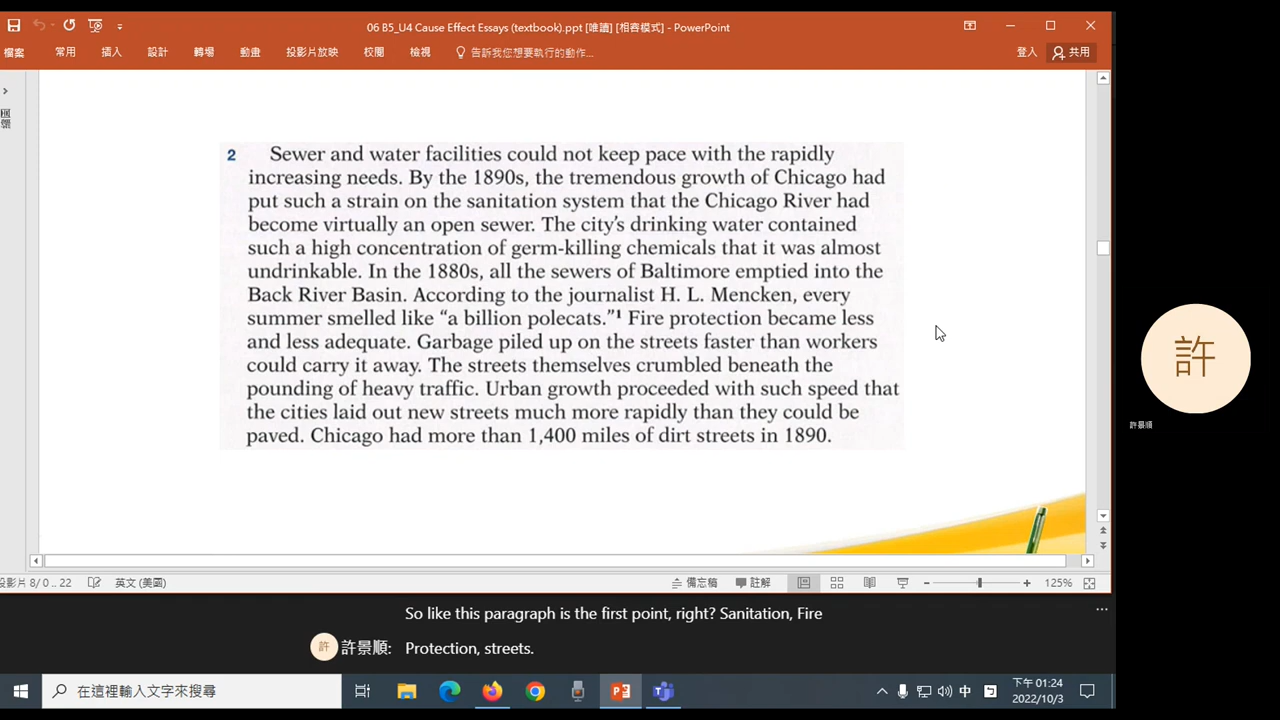 06 B5_U4 Cause Effect Essays (textbook).ppt [唯讀] [相容模式] - PowerPoint
檔案 常用 插入 設計 轉場 動畫 投影片放映 校閱 檢視 告訴我您想要執行的動作... 登入 共用
2 Sewer and water facilities could not keep pace with the rapidly
increasing needs. By the 1890s, the tremendous growth of Chicago had
put such a strain on the sanitation system that the Chicago River had
become virtually an open sewer. The city's drinking water contained
such a high concentration of germ-killing chemicals that it was almost
undrinkable. In the 1880s, all the sewers of Baltimore emptied into the
Back River Basin. According to the journalist H. L. Mencken, every
summer smelled like "a billion polecats."¹ Fire protection became less
and less adequate. Garbage piled up on the streets faster than workers
could carry it away. The streets themselves crumbled beneath the
pounding of heavy traffic. Urban growth proceeded with such speed that
the cities laid out new streets much more rapidly than they could be
paved. Chicago had more than 1,400 miles of dirt streets in 1890.
許
許景順
投影片 8/0 .. 22 英文 (美國) 備忘稿 註解 125%
So like this paragraph is the first point, right? Sanitation, Fire
許 許景順: Protection, streets.
在這裡輸入文字來搜尋 中 下午 01:24
2022/10/3